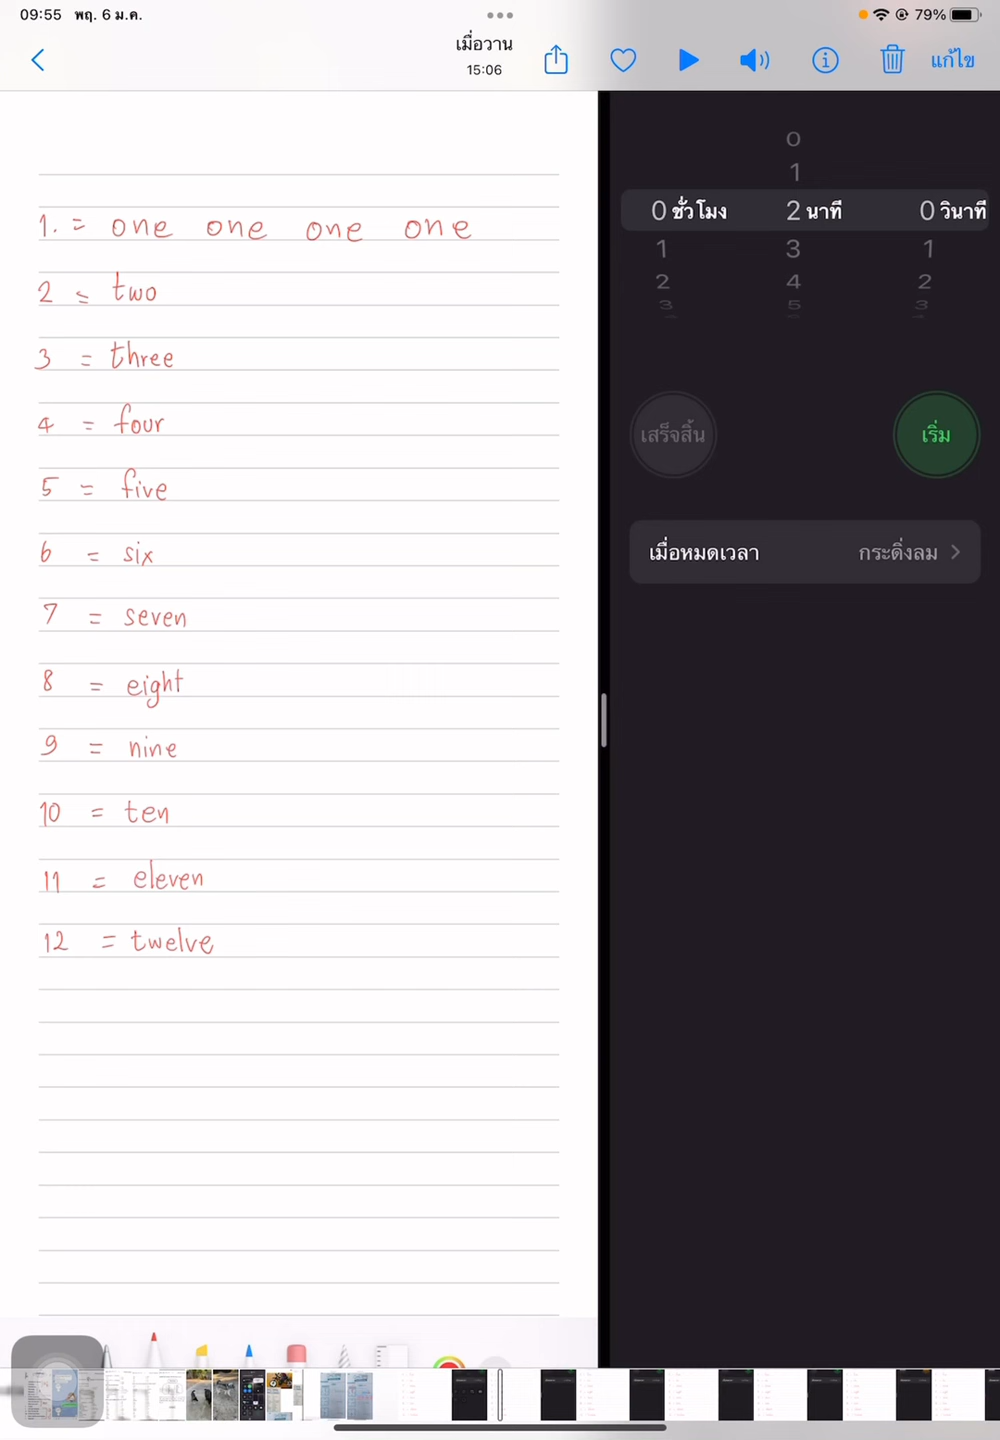 09:55 พฤ. 6 ม.ค.
79%
เมื่อวาน
15:06
แก้ไข
1. = one one one one
2 = two
3 = three
4 = four
5 = five
6 = six
7 = seven
8 = eight
9 = nine
10 = ten
11 = eleven
12 = twelve
0
1
0 ชั่วโมง 2 นาที 0 วินาที
1 3 1
2 4 2
3 5 3
เสร็จสิ้น เริ่ม
เมื่อหมดเวลา กระดิ่งลม